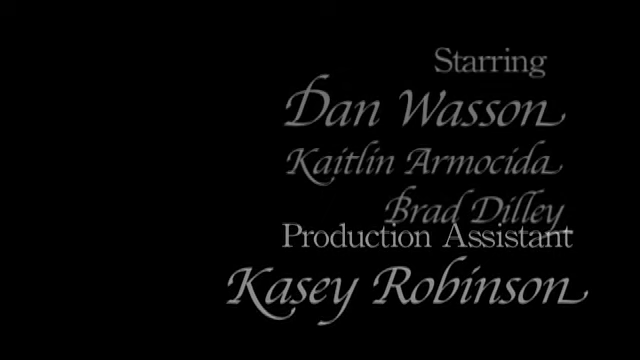 Starring
Dan Wasson
Kaitlin Armocida
Brad Dilley
Production Assistant
Kasey Robinson